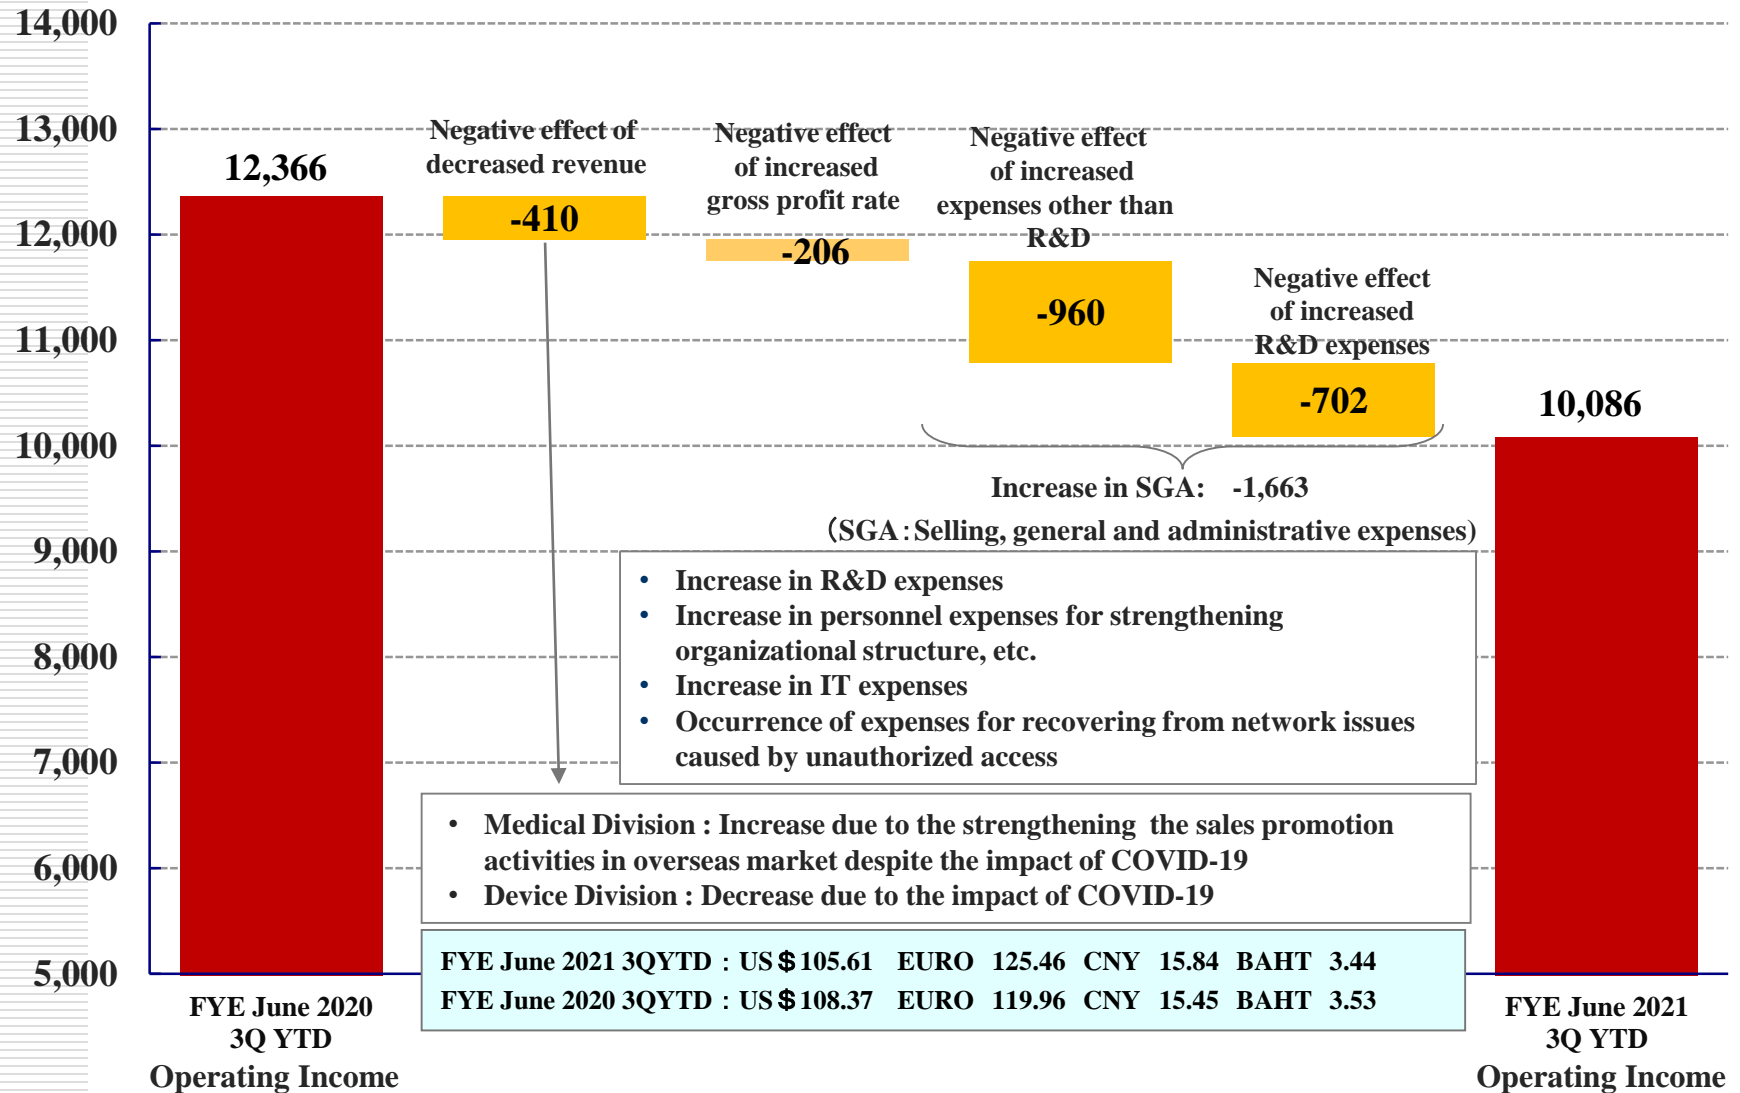 14,000
13,000
12,000
11,000
10,000
9,000
8,000
7,000
6,000
5,000
12,366
Negative effect of
decreased revenue
-410
Negative effect
of increased
gross profit rate
-206
Negative effect
of increased
expenses other than
R&D
-960
Negative effect
of increased
R&D expenses
-702
10,086
Increase in SGA: -1,663
(SGA:Selling, general and administrative expenses)
• Increase in R&D expenses
• Increase in personnel expenses for strengthening
organizational structure, etc.
• Increase in IT expenses
• Occurrence of expenses for recovering from network issues
caused by unauthorized access
• Medical Division : Increase due to the strengthening the sales promotion
activities in overseas market despite the impact of COVID-19
• Device Division : Decrease due to the impact of COVID-19
FYE June 2021 3QYTD : US$105.61 EURO 125.46 CNY 15.84 BAHT 3.44
FYE June 2020 3QYTD : US$108.37 EURO 119.96 CNY 15.45 BAHT 3.53
FYE June 2020
3Q YTD
Operating Income
FYE June 2021
3Q YTD
Operating Income